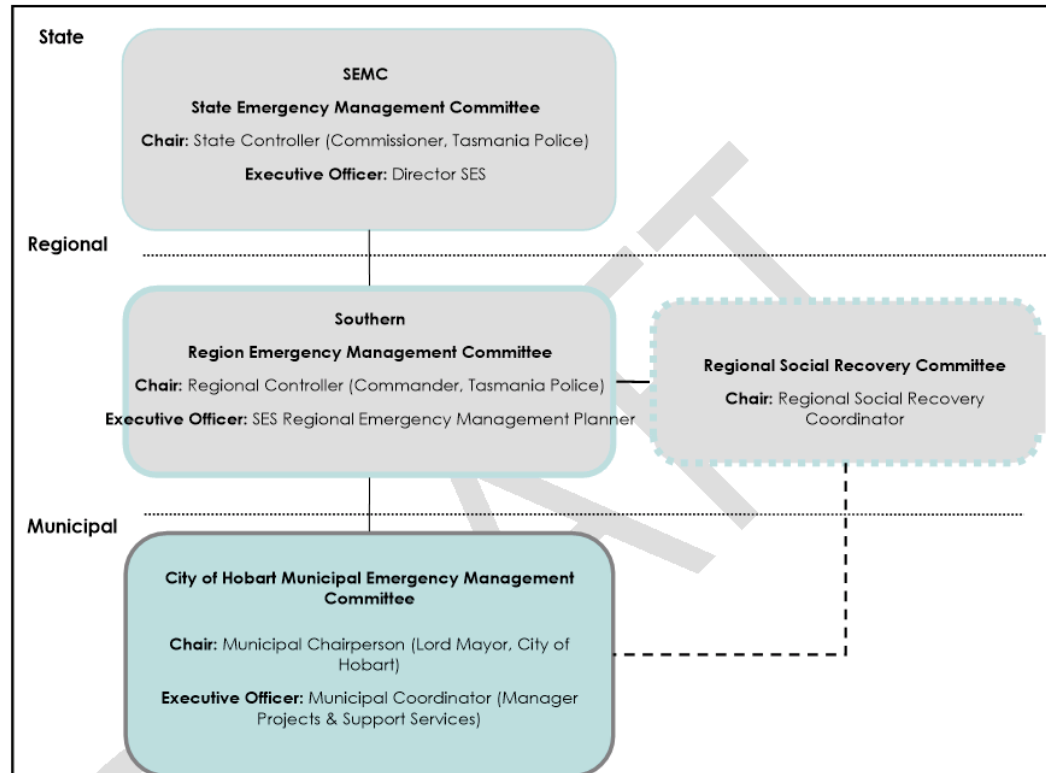 State
SEMC
State Emergency Management Committee
Chair: State Controller (Commissioner, Tasmania Police)
Executive Officer: Director SES
Regional
Southern
Region Emergency Management Committee
Chair: Regional Controller (Commander, Tasmania Police)
Executive Officer: SES Regional Emergency Management Planner
Regional Social Recovery Committee
Chair: Regional Social Recovery
Coordinator
Municipal
City of Hobart Municipal Emergency Management
Committee
Chair: Municipal Chairperson (Lord Mayor, City of
Hobart)
Executive Officer: Municipal Coordinator (Manager
Projects & Support Services)